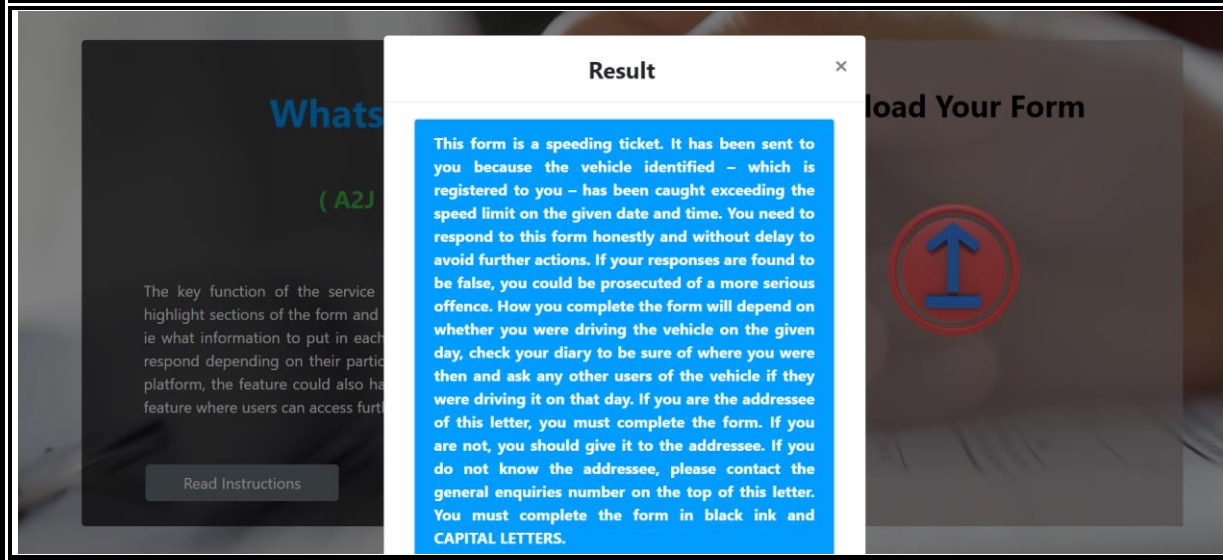 Result
×
Whats
load Your Form
This form is a speeding ticket. It has been sent to
you because the vehicle identified – which is
registered to you – has been caught exceeding the
speed limit on the given date and time. You need to
respond to this form honestly and without delay to
avoid further actions. If your responses are found to
be false, you could be prosecuted of a more serious
offence. How you complete the form will depend on
whether you were driving the vehicle on the given
day, check your diary to be sure of where you were
then and ask any other users of the vehicle if they
were driving it on that day. If you are the addressee
of this letter, you must complete the form. If you
are not, you should give it to the addressee. If you
do not know the addressee, please contact the
general enquiries number on the top of this letter.
You must complete the form in black ink and
CAPITAL LETTERS.
( A2J
The key function of the service
highlight sections of the form and
ie what information to put in each
respond depending on their partic
platform, the feature could also ha
feature where users can access furt
Read Instructions